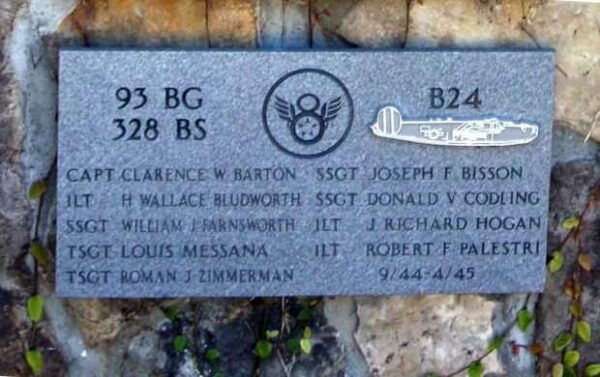 93 BG
328 BS
B24
CAPT CLARENCE W BARTON
1LT H WALLACE BLUDWORTH
SSGT WILLIAM J FARNSWORTH
TSGT LOUIS MESSANA
TSGT ROMAN J ZIMMERMAN
SSGT JOSEPH F BISSON
SSGT DONALD V CODLING
1LT J RICHARD HOGAN
1LT ROBERT F PALESTRI
9/44-4/45